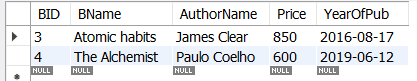 BID BName AuthorName Price YearOfPub
3 Atomic habits James Clear 850 2016-08-17
4 The Alchemist Paulo Coelho 600 2019-06-12
NULL NULL NULL NULL NULL